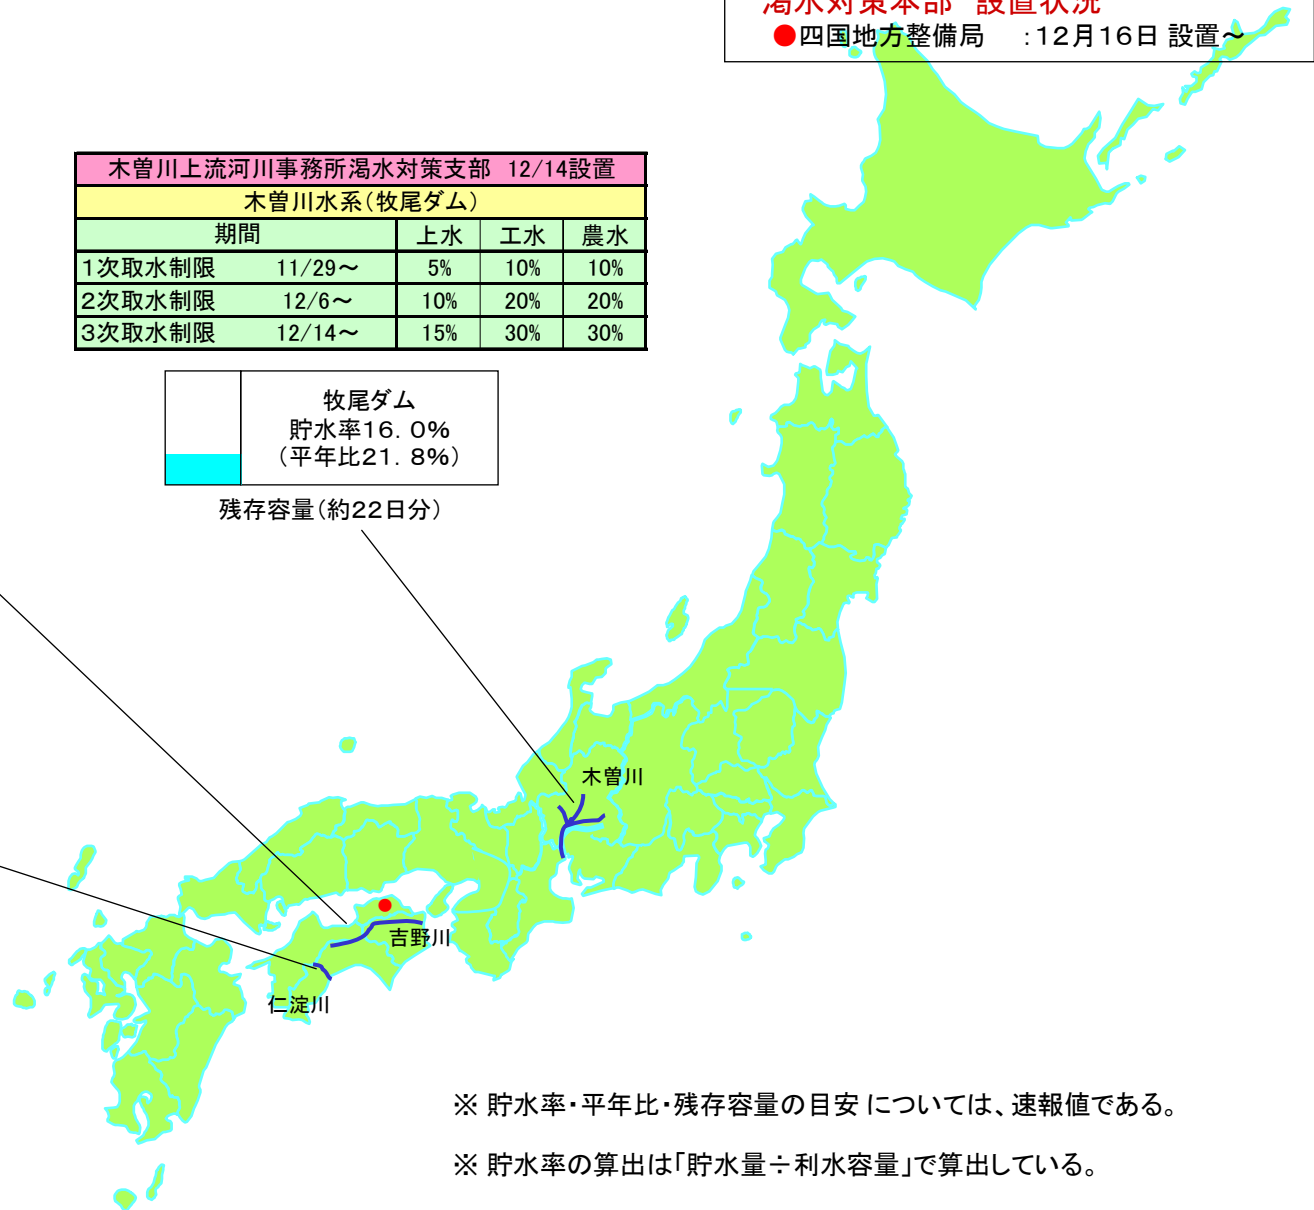 渇水対策本部 設置状況
●四国地方整備局 :12月16日 設置~
木曽川上流河川事務所渇水対策支部 12/14設置
木曽川水系(牧尾ダム)
期間 上水 工水 農水
1次取水制限 11/29~ 5% 10% 10%
2次取水制限 12/6~ 10% 20% 20%
3次取水制限 12/14~ 15% 30% 30%
牧尾ダム
貯水率16.0%
(平年比21.8%)
残存容量(約22日分)
木曽川
吉野川
仁淀川
※ 貯水率・平年比・残存容量の目安 については、速報値である。
※ 貯水率の算出は「貯水量÷利水容量」で算出している。